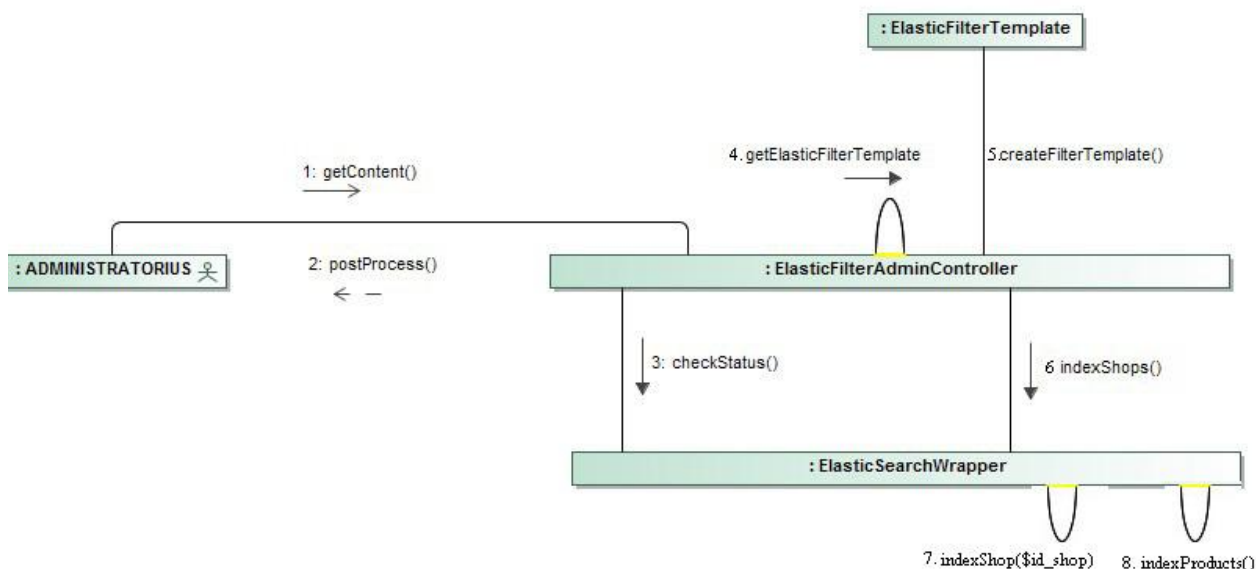 : ElasticFilterTemplate
4. getElasticFilterTemplate
5.createFilterTemplate()
1: getContent()
: ADMINISTRATORIUS
2: postProcess()
: ElasticFilterAdminController
3: checkStatus()
6 indexShops()
: ElasticSearchWrapper
7. indexShop($id_shop)
8. indexProducts()